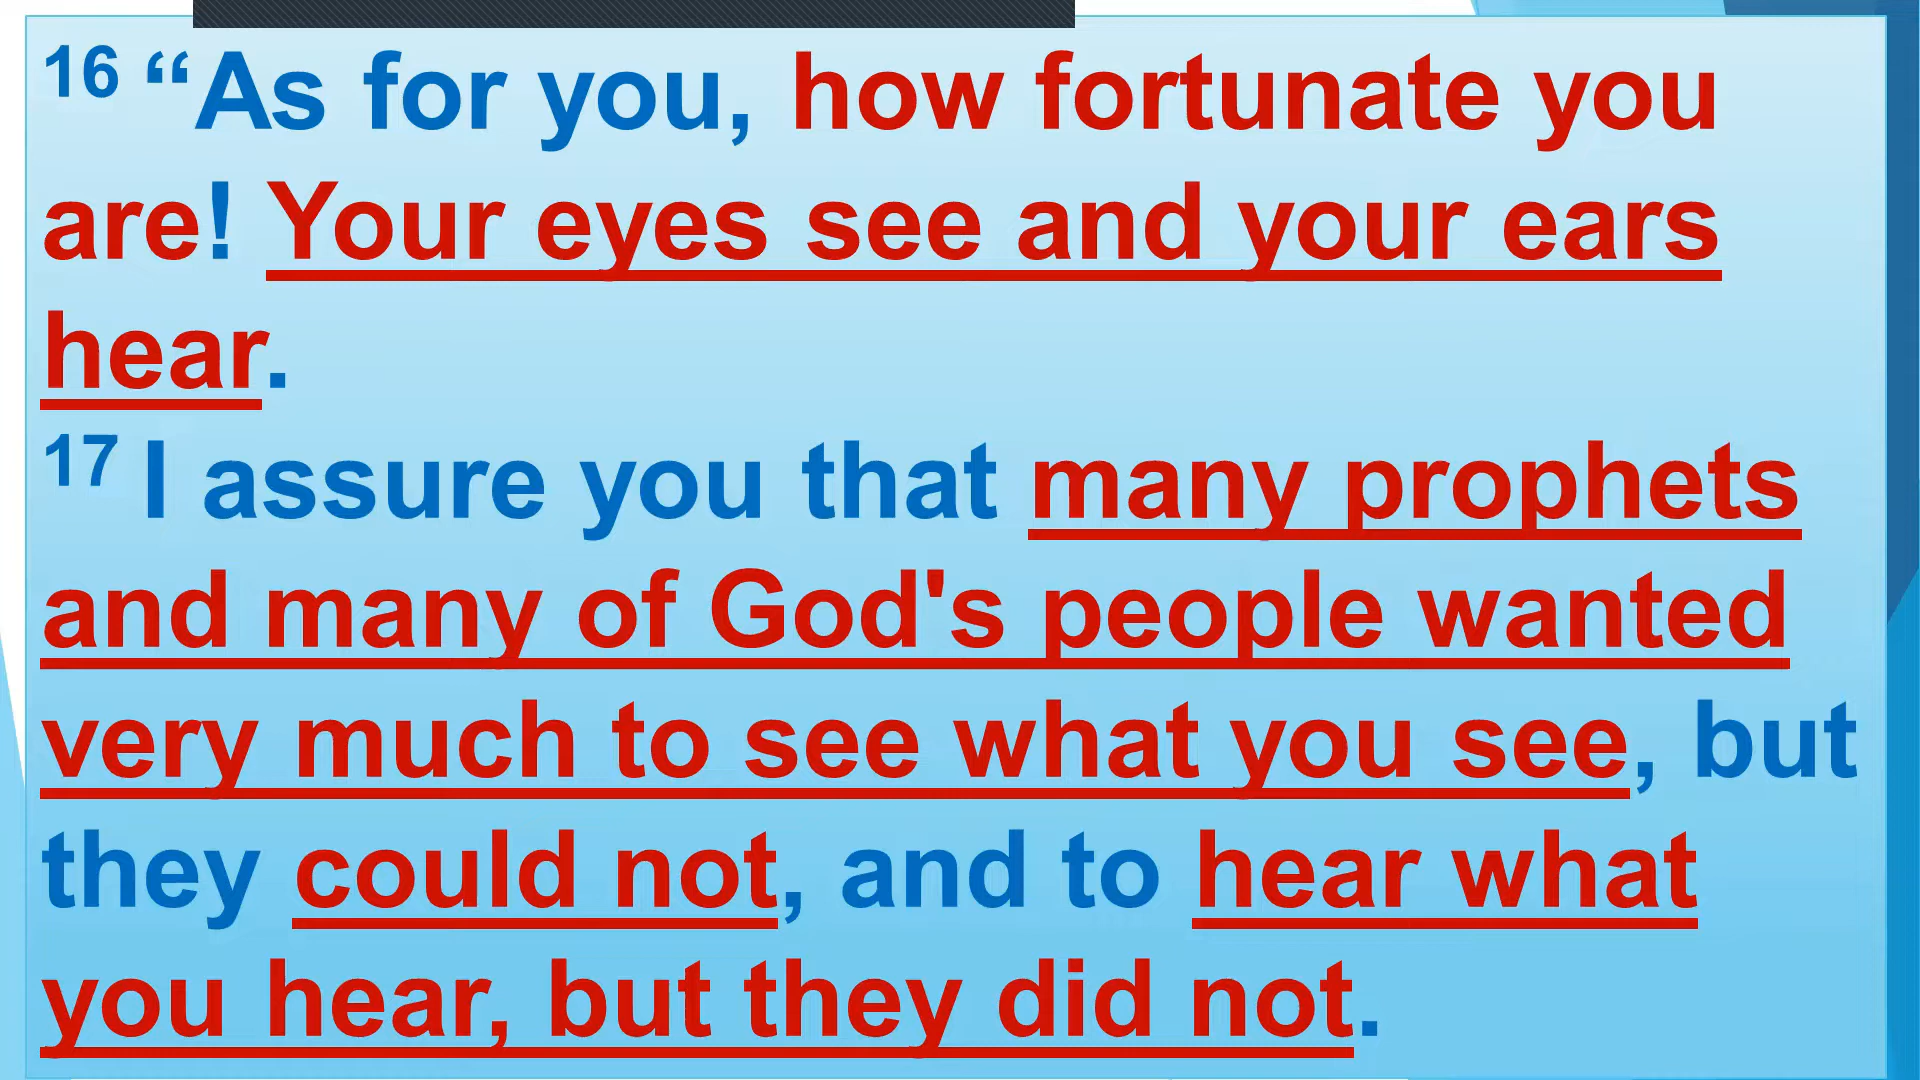 16 “As for you, how fortunate you
are! Your eyes see and your ears
hear.
17 I assure you that many prophets
and many of God's people wanted
very much to see what you see, but
they could not, and to hear what
you hear, but they did not.